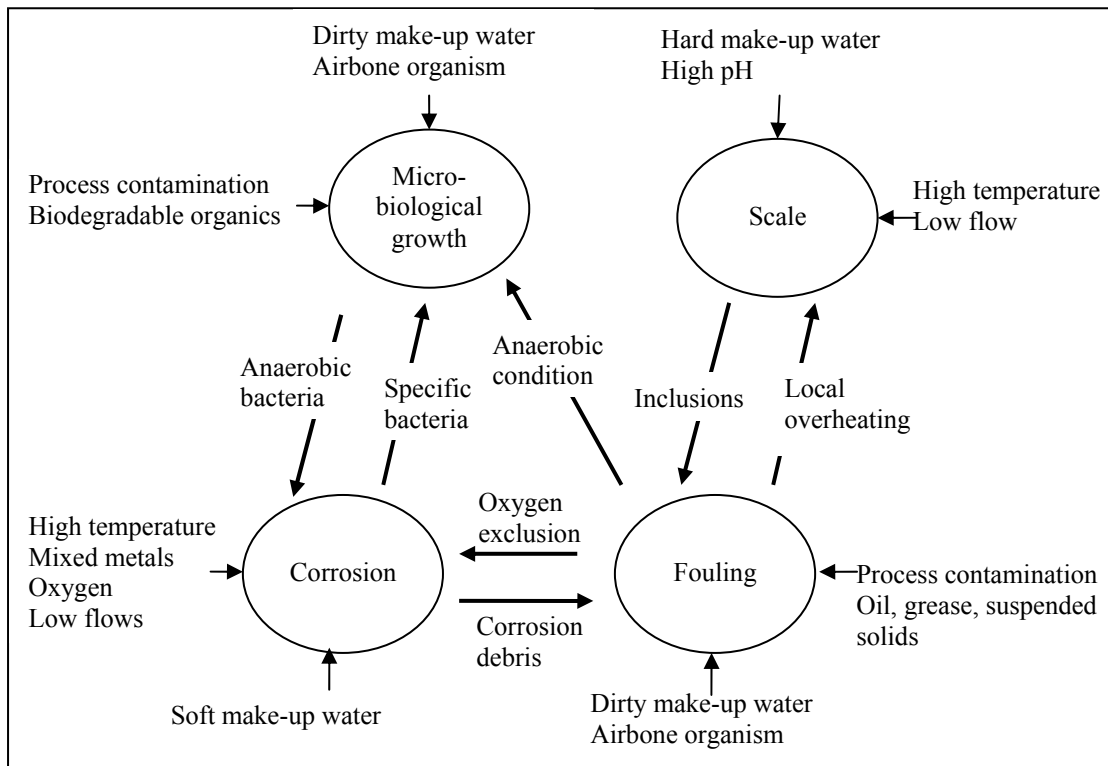 Dirty make-up water
Airbone organism
Hard make-up water
High pH
Process contamination
Biodegradable organics
Micro-
biological
growth
Scale
High temperature
Low flow
Anaerobic
bacteria
Specific
bacteria
Anaerobic
condition
Inclusions
Local
overheating
High temperature
Mixed metals
Oxygen
Low flows
Corrosion
Oxygen
exclusion
Corrosion
debris
Fouling
Process contamination
Oil, grease, suspended
solids
Soft make-up water
Dirty make-up water
Airbone organism